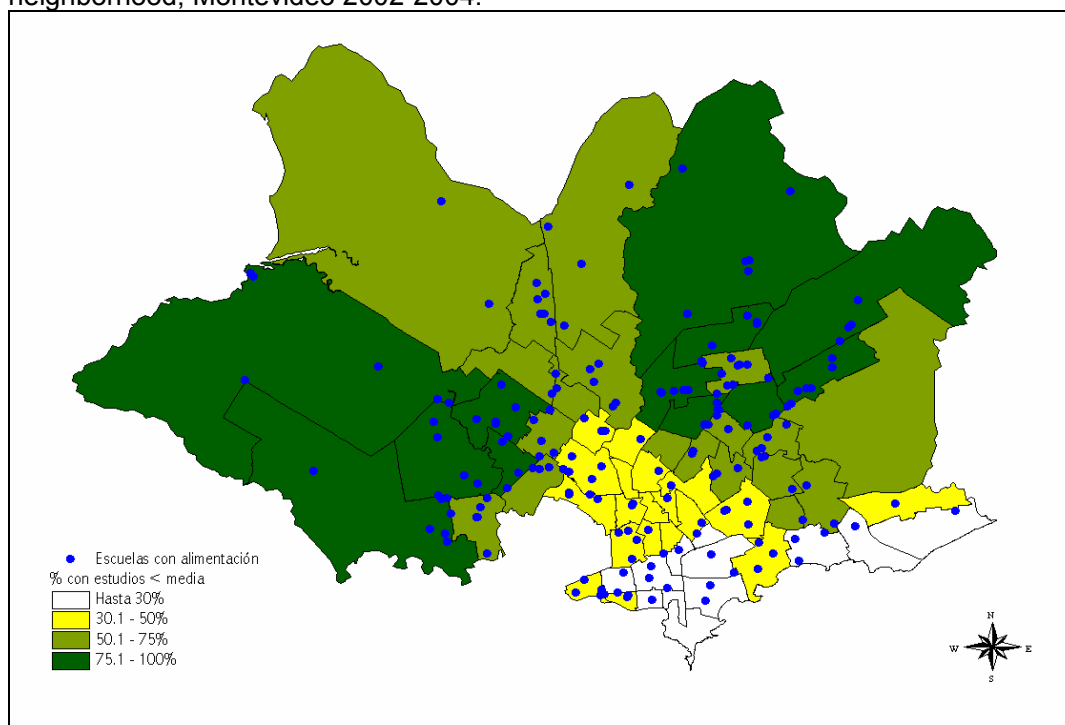 neighborhood, Montevideo 2002-2004.
N
W E
S
Escuelas con alimentación
% con estudios < media
Hasta 30%
30.1 - 50%
50.1 - 75%
75.1 - 100%